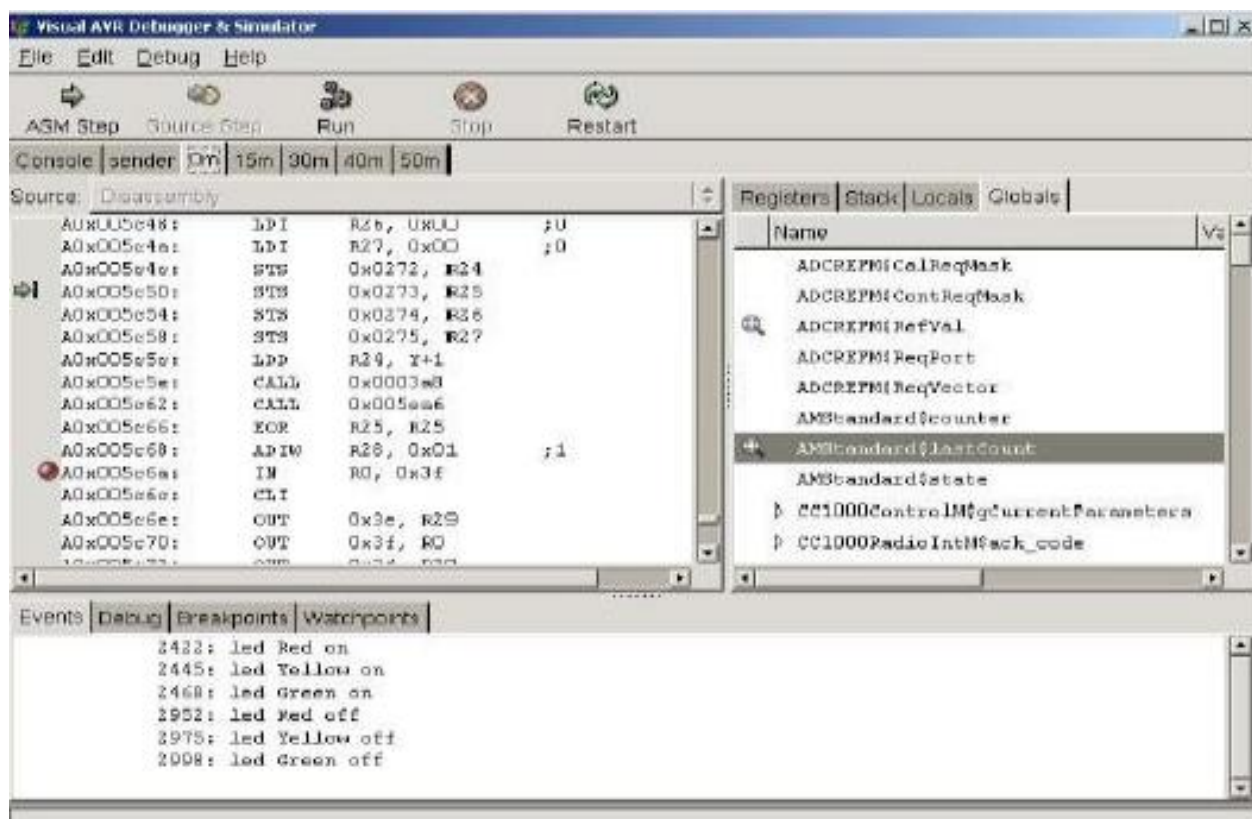 Visual AVR Debugger & Simulator
File Edit Debug Help
ASM Step Source Step Run Stop Restart
Console sender 0m 15m 30m 40m 50m
Source: Disassembly
A0x005c48: LDI R26, 0x00 ;0
A0x005c4a: LDI R27, 0x00 ;0
A0x005c4c: STS 0x0272, R24
A0x005c50: STS 0x0273, R25
A0x005c54: STS 0x0274, R26
A0x005c58: STS 0x0275, R27
A0x005c5c: LDD R24, Y+1
A0x005c5e: CALL 0x0003a8
A0x005c62: CALL
A0x005c66: EOR R25, R25
A0x005c68: ADIW R28, 0x01 ;1
A0x005c6a: IN R0, 0x3f
A0x005c6c: CLI
A0x005c6e: OUT 0x3e, R29
A0x005c70: OUT 0x3f, R0
Registers Stack Locals Globals
Name
ADCREFM$CalReqMask
ADCREFM$ContReqMask
ADCREFM$RefVal
ADCREFM$ReqPort
ADCREFM$ReqVector
AMStandard$counter
AMStandard$lastCount
AMStandard$state
CC1000ControlM$gCurrentParameters
CC1000RadioIntM$ack_code
Events Debug Breakpoints Watchpoints
2422: led Red on
2445: led Yellow on
2468: led Green on
2952: led Red off
2975: led Yellow off
led Green off